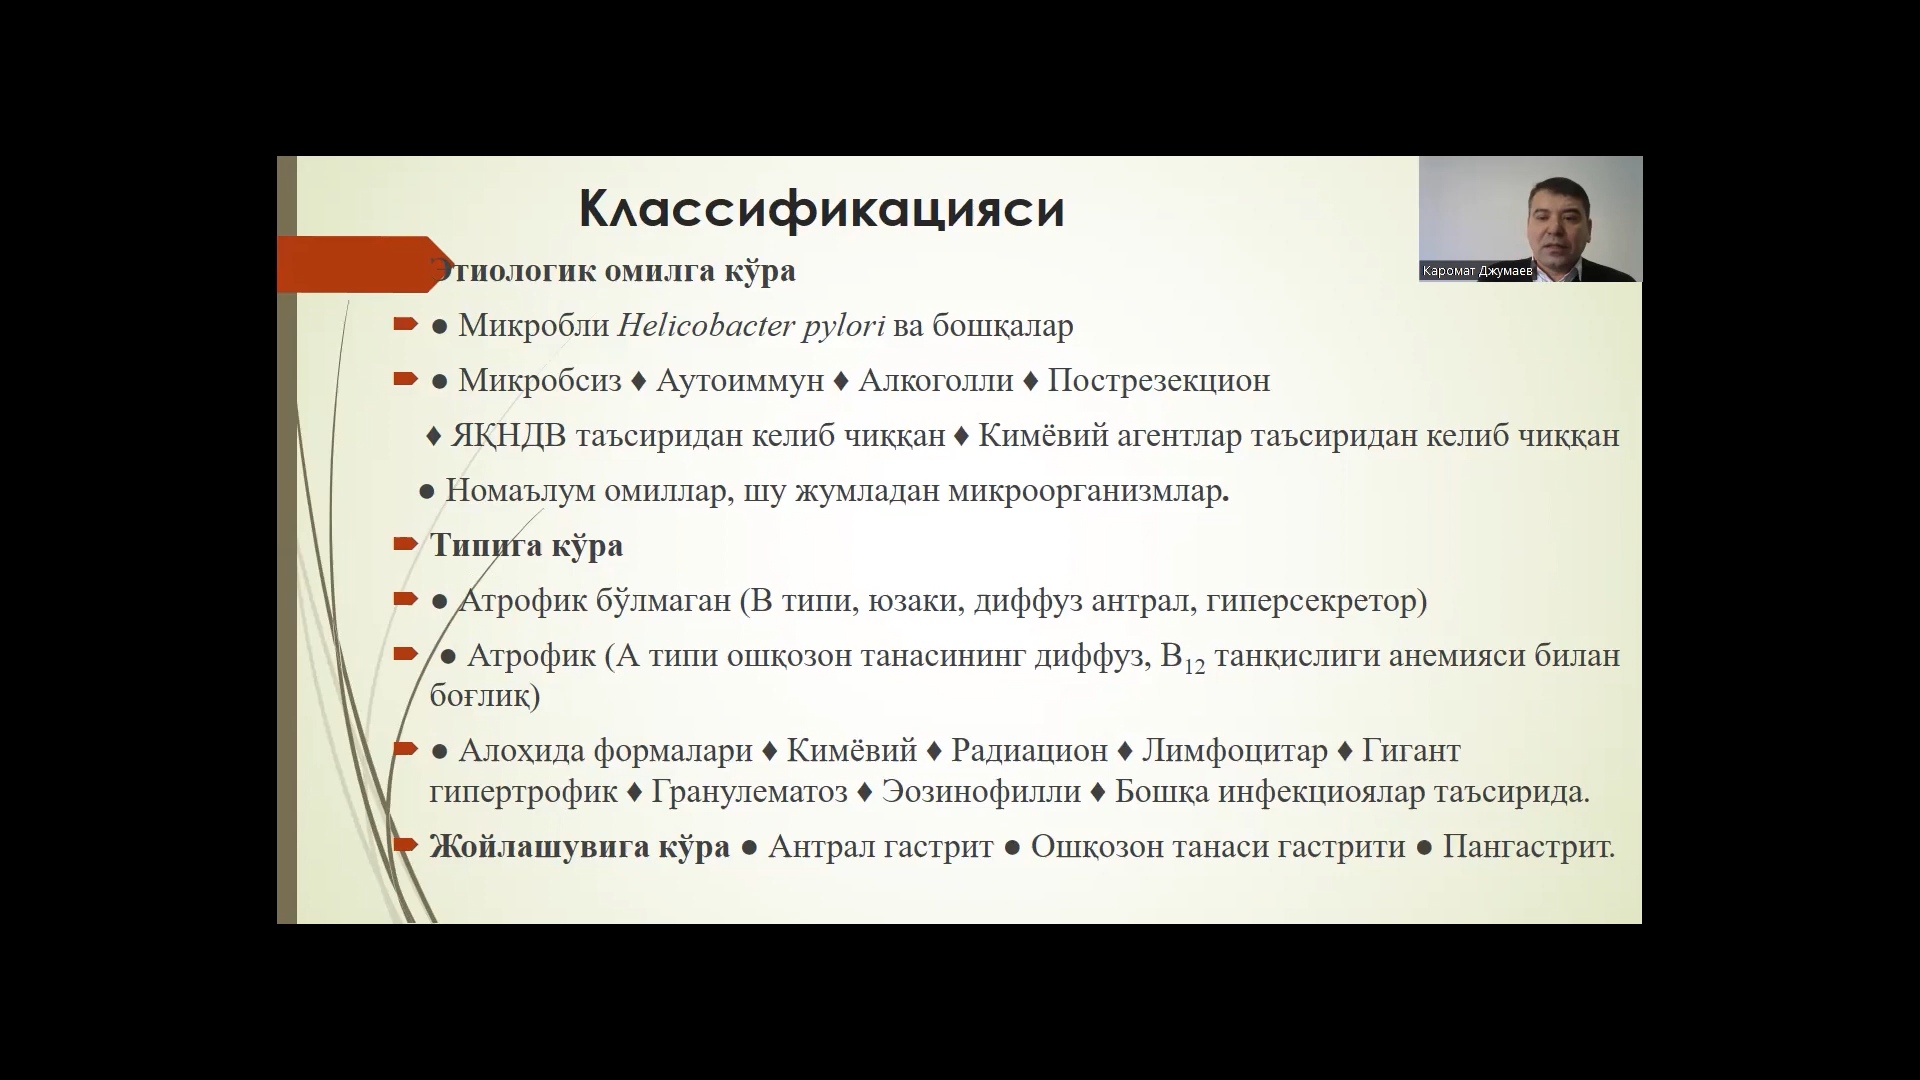 Классификацияси
Каромат Джумаев
Этиологик омилга кўра
● Микробли Helicobacter pylori ва бошқалар
● Микробсиз ♦ Аутоиммун ♦ Алкоголли ♦ Пострезекцион
♦ ЯҚНДВ таъсиридан келиб чиққан ♦ Кимёвий агентлар таъсиридан келиб чиққан
● Номаълум омиллар, шу жумладан микроорганизмлар.
Типига кўра
● Атрофик бўлмаган (В типи, юзаки, диффуз антрал, гиперсекретор)
● Атрофик (А типи ошқозон танасининг диффуз, В12 танқислиги анемияси билан
боғлиқ)
● Алоҳида формалари ♦ Кимёвий ♦ Радиацион ♦ Лимфоцитар ♦ Гигант
гипертрофик ♦ Гранулематоз ♦ Эозинофилли ♦ Бошқа инфекциоялар таъсирида.
Жойлашувига кўра ● Антрал гастрит ● Ошқозон танаси гастрити ● Пангастрит.